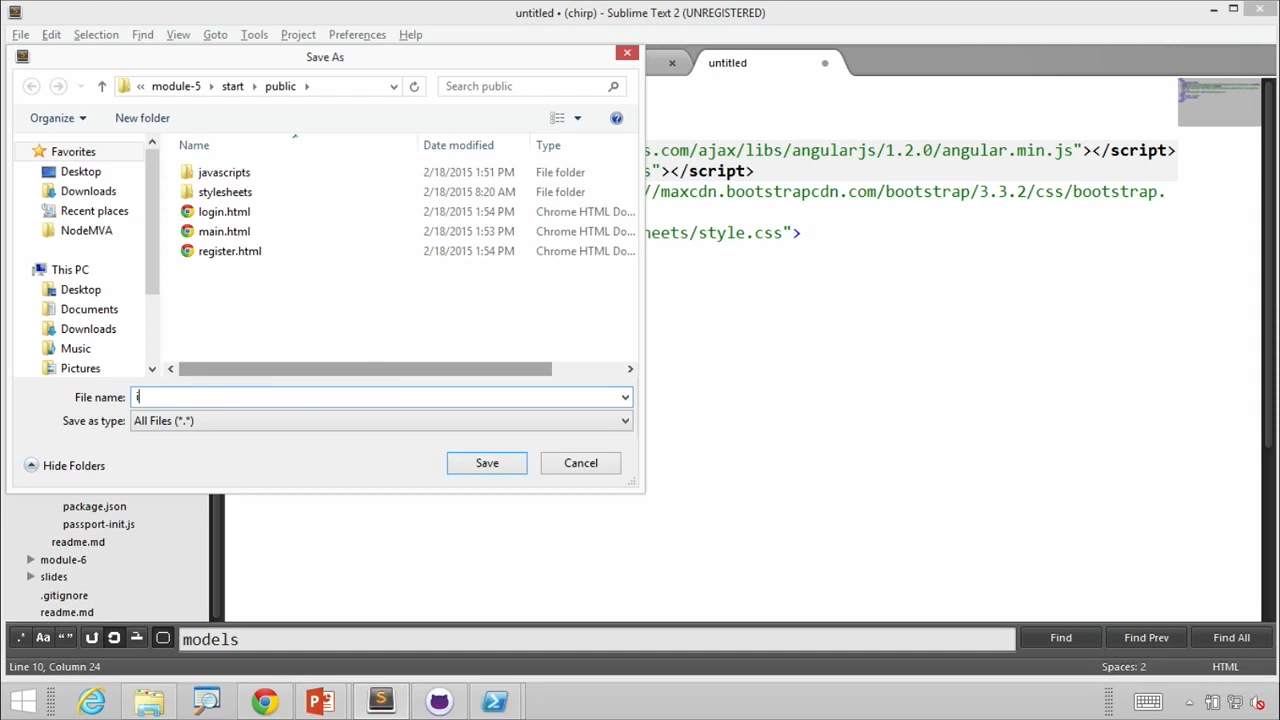 untitled • (chirp) - Sublime Text 2 (UNREGISTERED)
File Edit Selection Find View Goto Tools Project Preferences Help
Save As
untitled
« module-5 start public
Search public
Organize New folder
Name Date modified Type
Favorites
Desktop
Downloads
Recent places
NodeMVA
This PC
Desktop
Documents
Downloads
Music
Pictures
javascripts 2/18/2015 1:51 PM File folder
stylesheets 2/18/2015 8:20 AM File folder
login.html 2/18/2015 1:54 PM Chrome HTML Do...
main.html 2/18/2015 1:53 PM Chrome HTML Do...
register.html 2/18/2015 1:54 PM Chrome HTML Do...
File name: i
Save as type: All Files (*.*)
Hide Folders
Save Cancel
s.com/ajax/libs/angularjs/1.2.0/angular.min.js"></script>
s"></script>
//maxcdn.bootstrapcdn.com/bootstrap/3.3.2/css/bootstrap.
eets/style.css">
package.json
passport-init.js
readme.md
module-6
slides
.gitignore
readme.md
.* Aa “” models Find Find Prev Find All
Line 10, Column 24 Spaces: 2 HTML